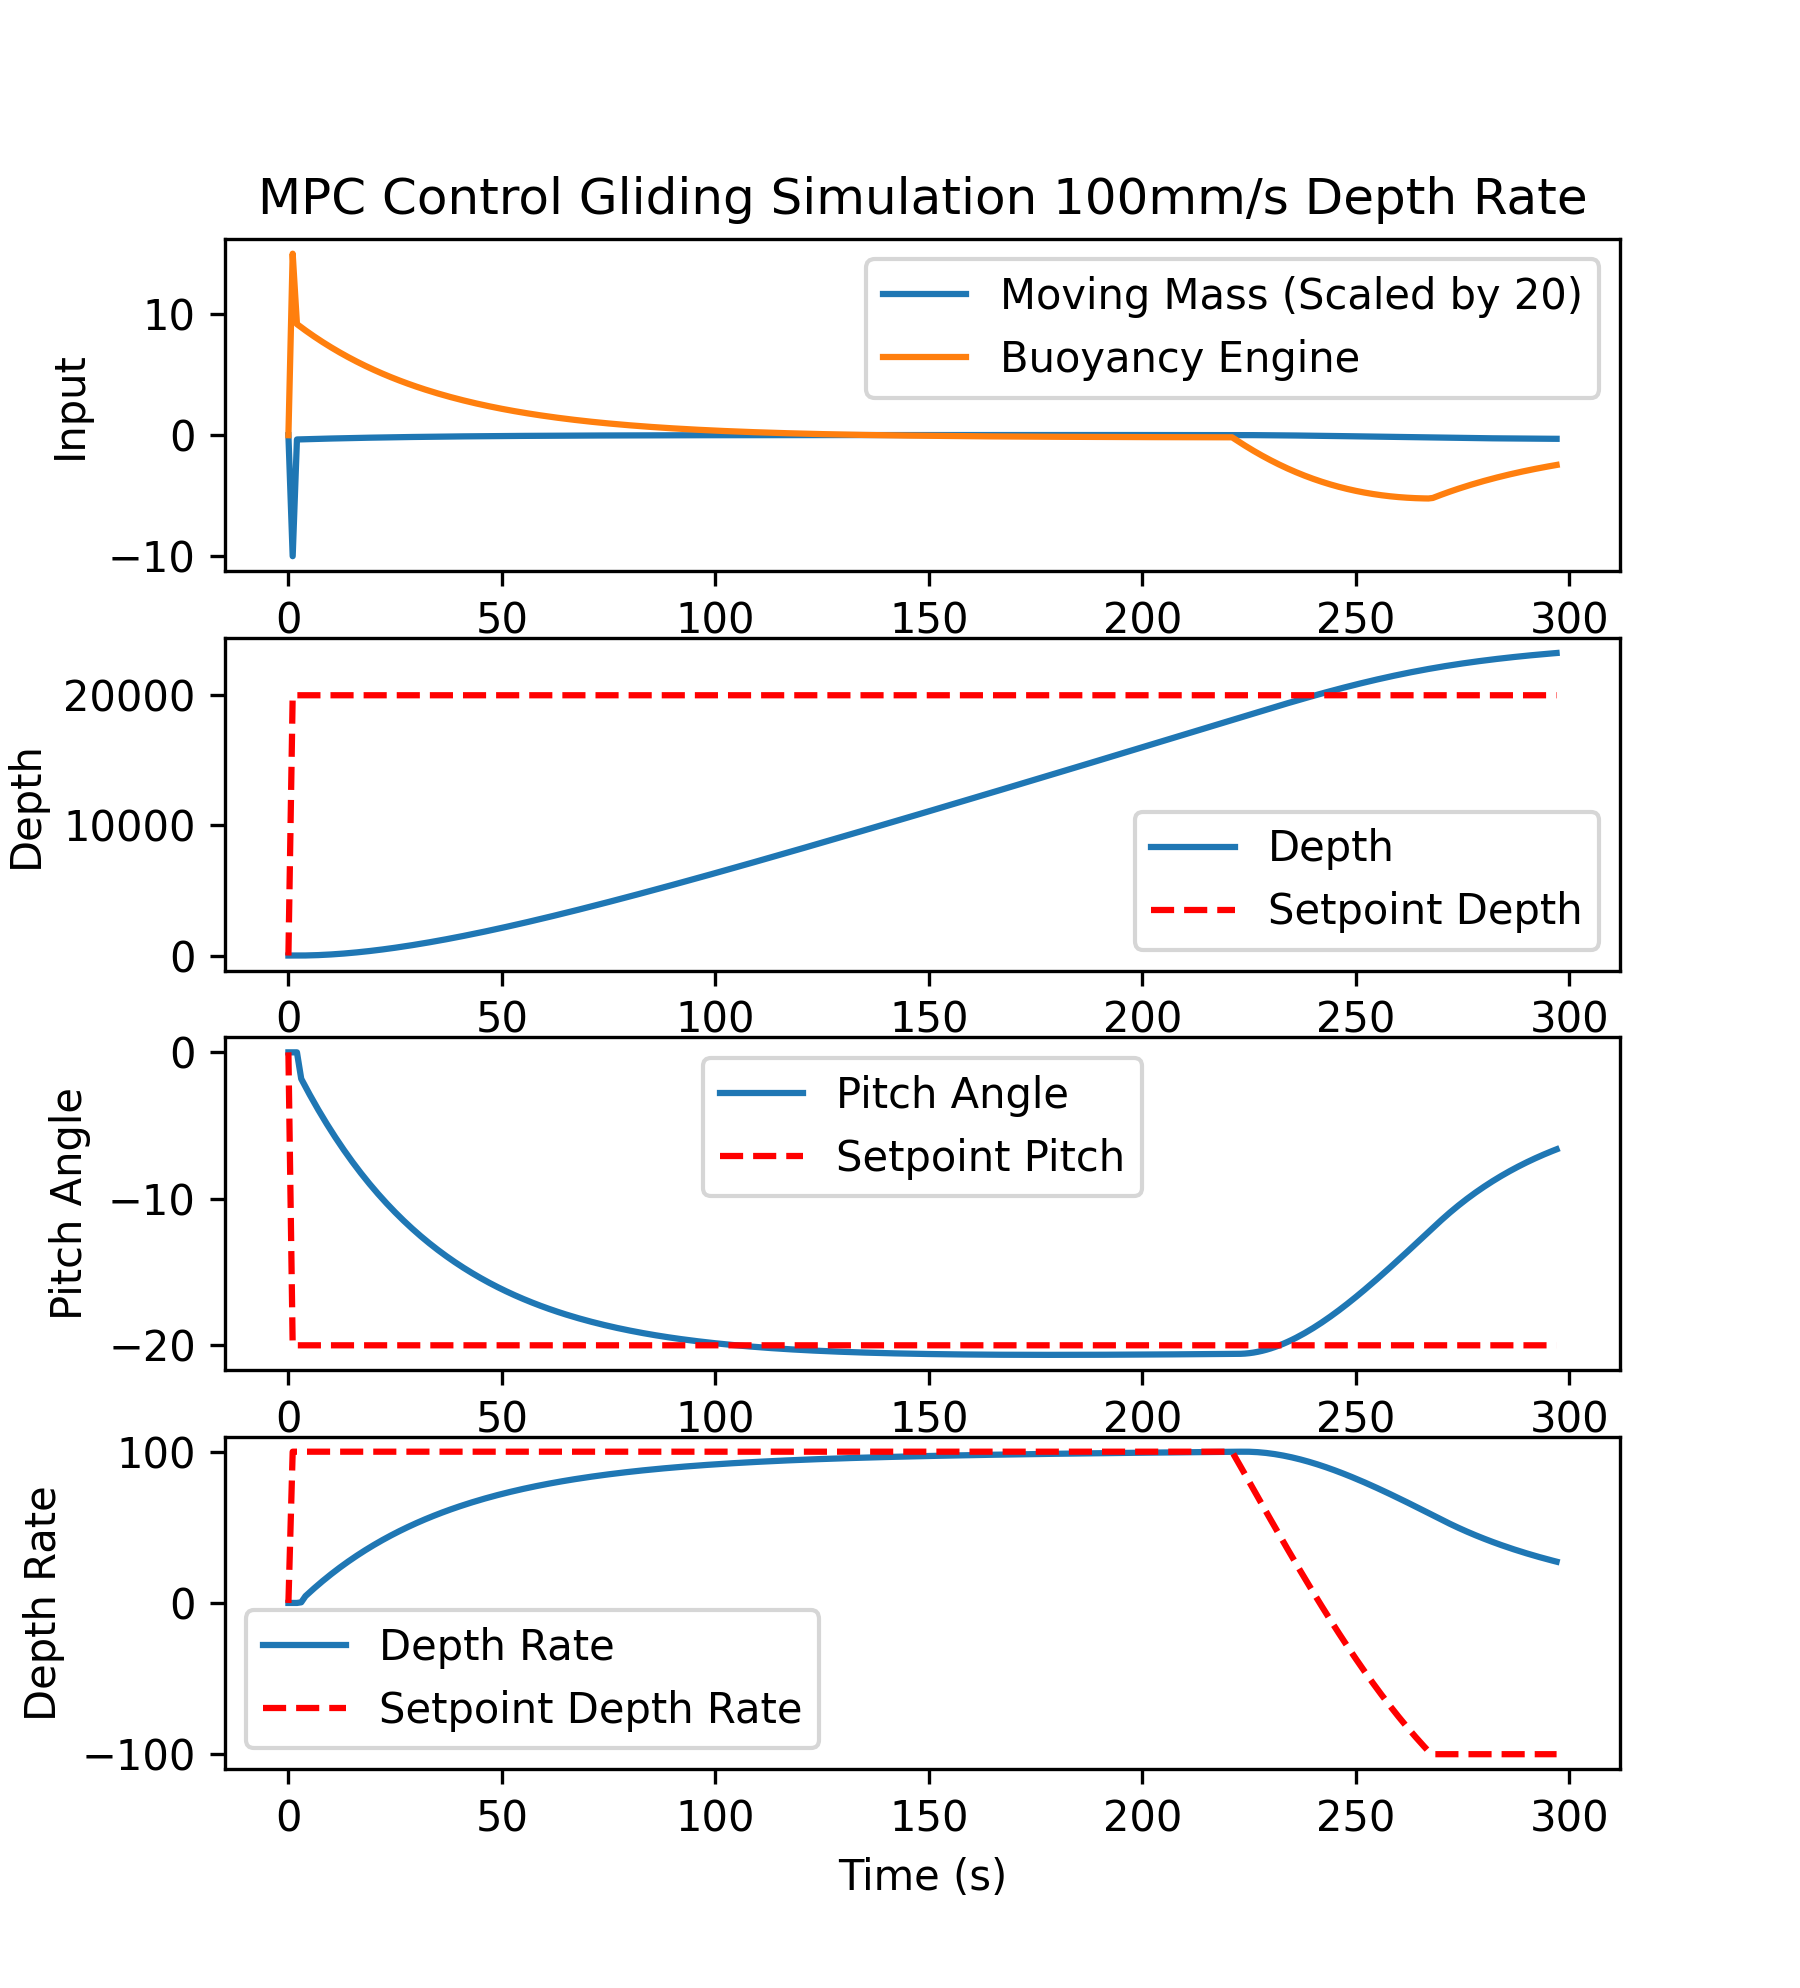 MPC Control Gliding Simulation 100mm/s Depth Rate
Input
10
0
−10
Moving Mass (Scaled by 20)
Buoyancy Engine
0 50 100 150 200 250 300
Depth
20000
10000
0
Depth
Setpoint Depth
0 50 100 150 200 250 300
Pitch Angle
0
−10
−20
Pitch Angle
Setpoint Pitch
0 50 100 150 200 250 300
Depth Rate
100
0
−100
Depth Rate
Setpoint Depth Rate
0 50 100 150 200 250 300
Time (s)